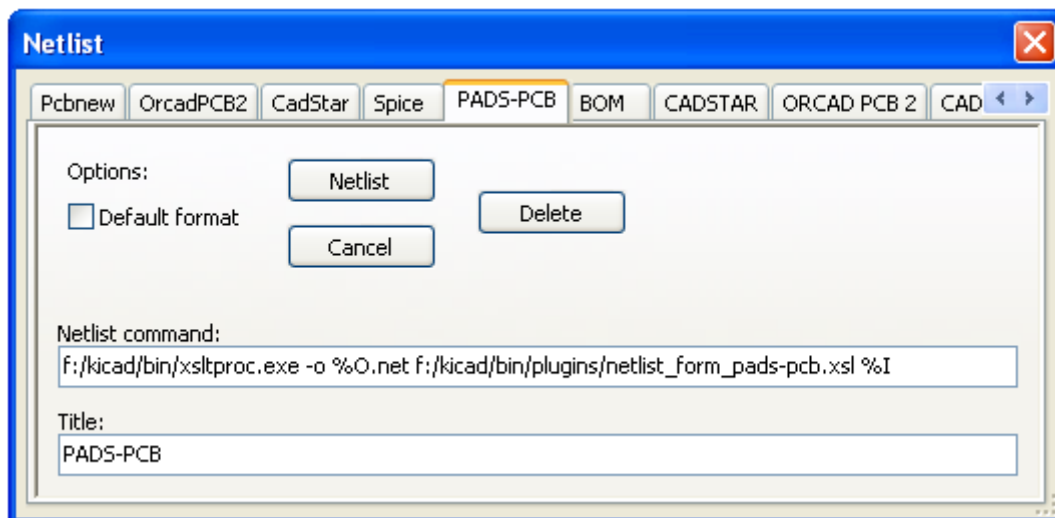 Netlist
Pcbnew OrcadPCB2 CadStar Spice PADS-PCB BOM CADSTAR ORCAD PCB 2 CAD
Options:
Netlist
Default format
Delete
Cancel
Netlist command:
f:/kicad/bin/xsltproc.exe -o %O.net f:/kicad/bin/plugins/netlist_form_pads-pcb.xsl %I
Title:
PADS-PCB